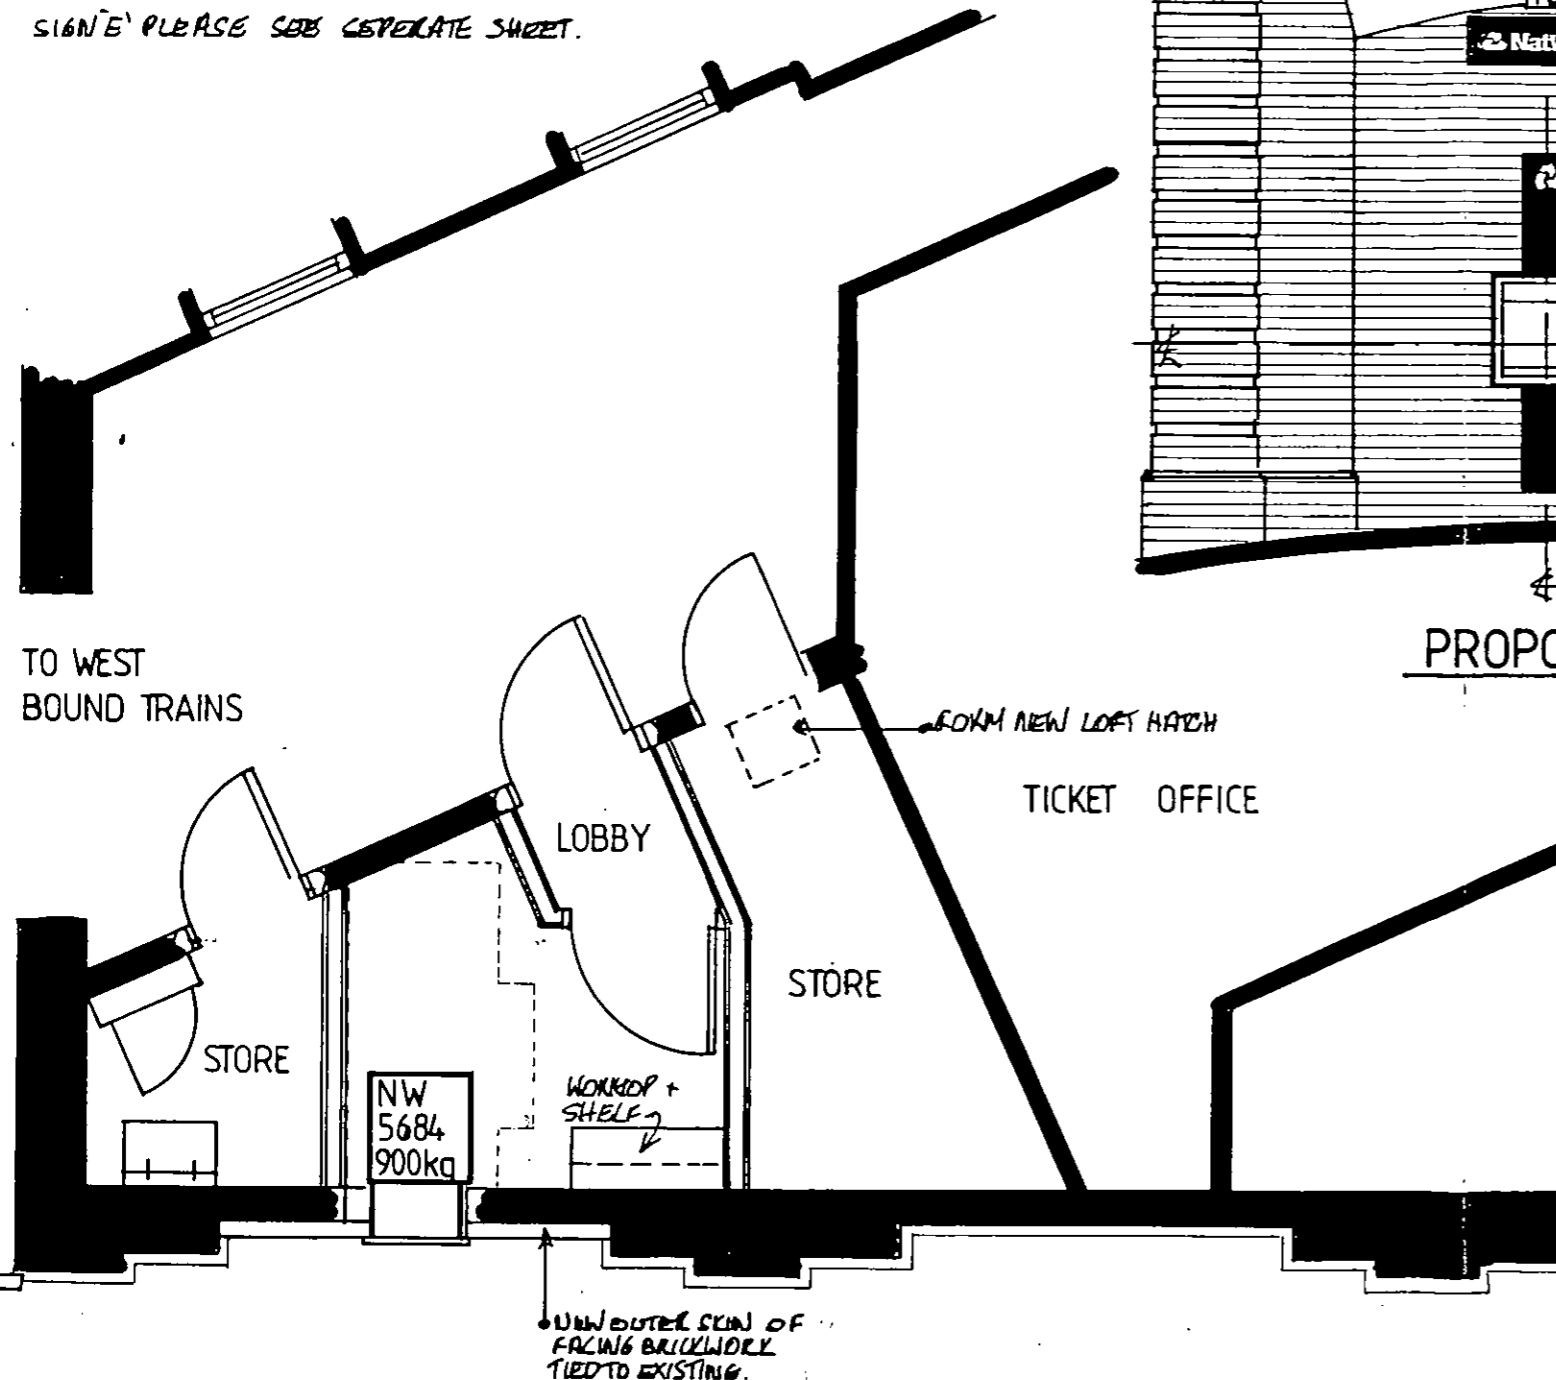 SIGN 'E' PLEASE SEE SEPERATE SHEET.
Natw
PROPO
TO WEST
BOUND TRAINS
FORM NEW LOFT HATCH
TICKET OFFICE
LOBBY
STORE
STORE
NW
5684
900kg
WORKTOP +
SHELF
NEW OUTER SKIN OF
FACING BRICKWORK
TIED TO EXISTING.